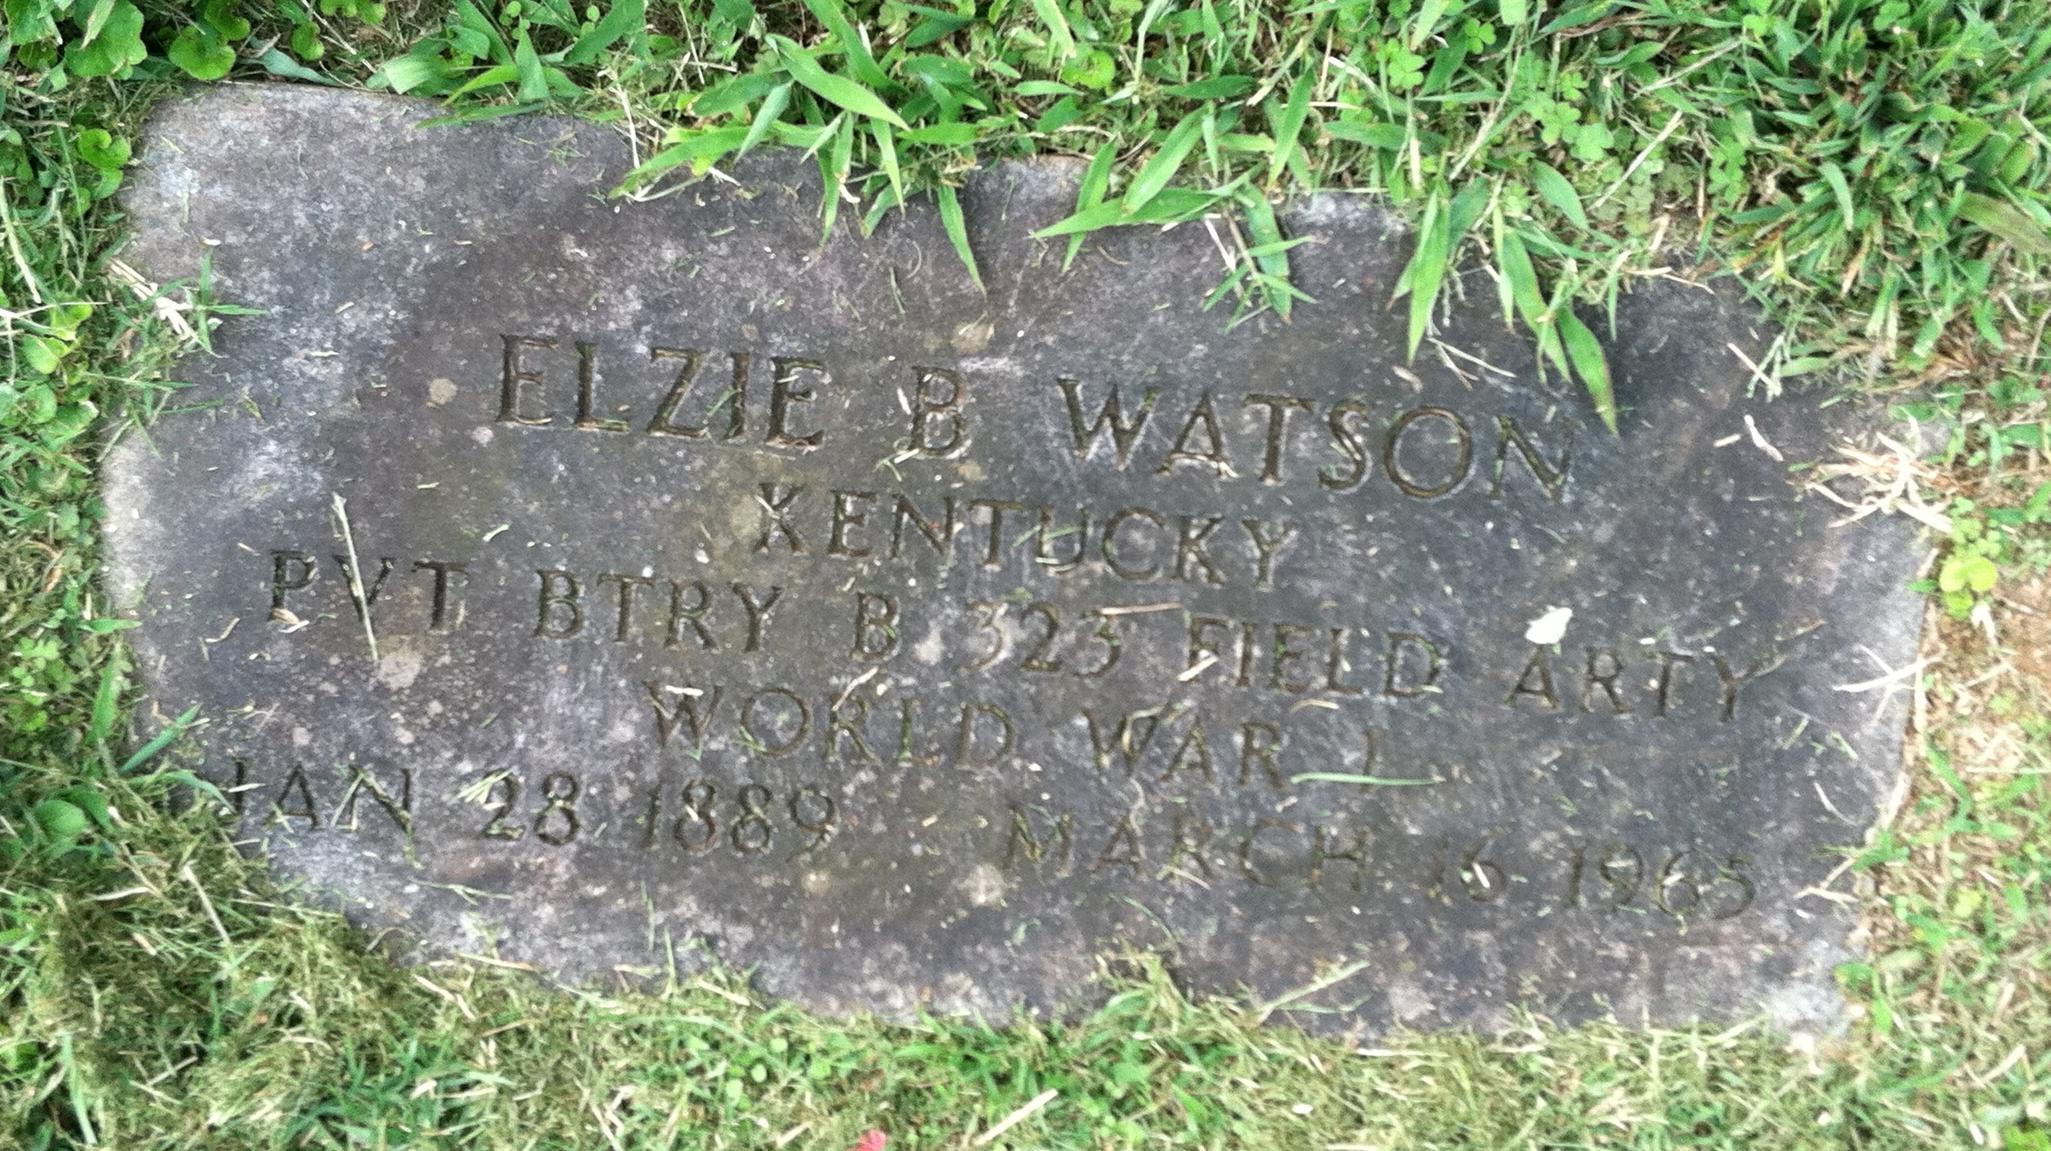 ELZIE B WATSON
KENTUCKY
PVT BTRY B 323 FIELD ARTY
WORLD WAR I
JAN 28 1889 MARCH 16 1965